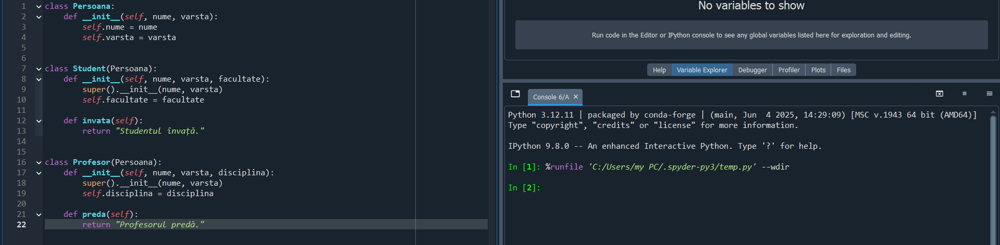 1 class Persoana:
2     def __init__(self, nume, varsta):
3         self.nume = nume
4         self.varsta = varsta
5
6
7 class Student(Persoana):
8     def __init__(self, nume, varsta, facultate):
9         super().__init__(nume, varsta)
10         self.facultate = facultate
11
12     def invata(self):
13         return "Studentul învață."
14
15
16 class Profesor(Persoana):
17     def __init__(self, nume, varsta, disciplina):
18         super().__init__(nume, varsta)
19         self.disciplina = disciplina
20
21     def preda(self):
22         return "Profesorul predă."
No variables to show
Run code in the Editor or IPython console to see any global variables listed here for exploration and editing.
Help Variable Explorer Debugger Profiler Plots Files
Console 6/A
Python 3.12.11 | packaged by conda-forge | (main, Jun  4 2025, 14:29:09) [MSC v.1943 64 bit (AMD64)]
Type "copyright", "credits" or "license" for more information.
IPython 9.8.0 -- An enhanced Interactive Python. Type '?' for help.
In [1]: %runfile 'C:/Users/my PC/.spyder-py3/temp.py' --wdir
In [2]: